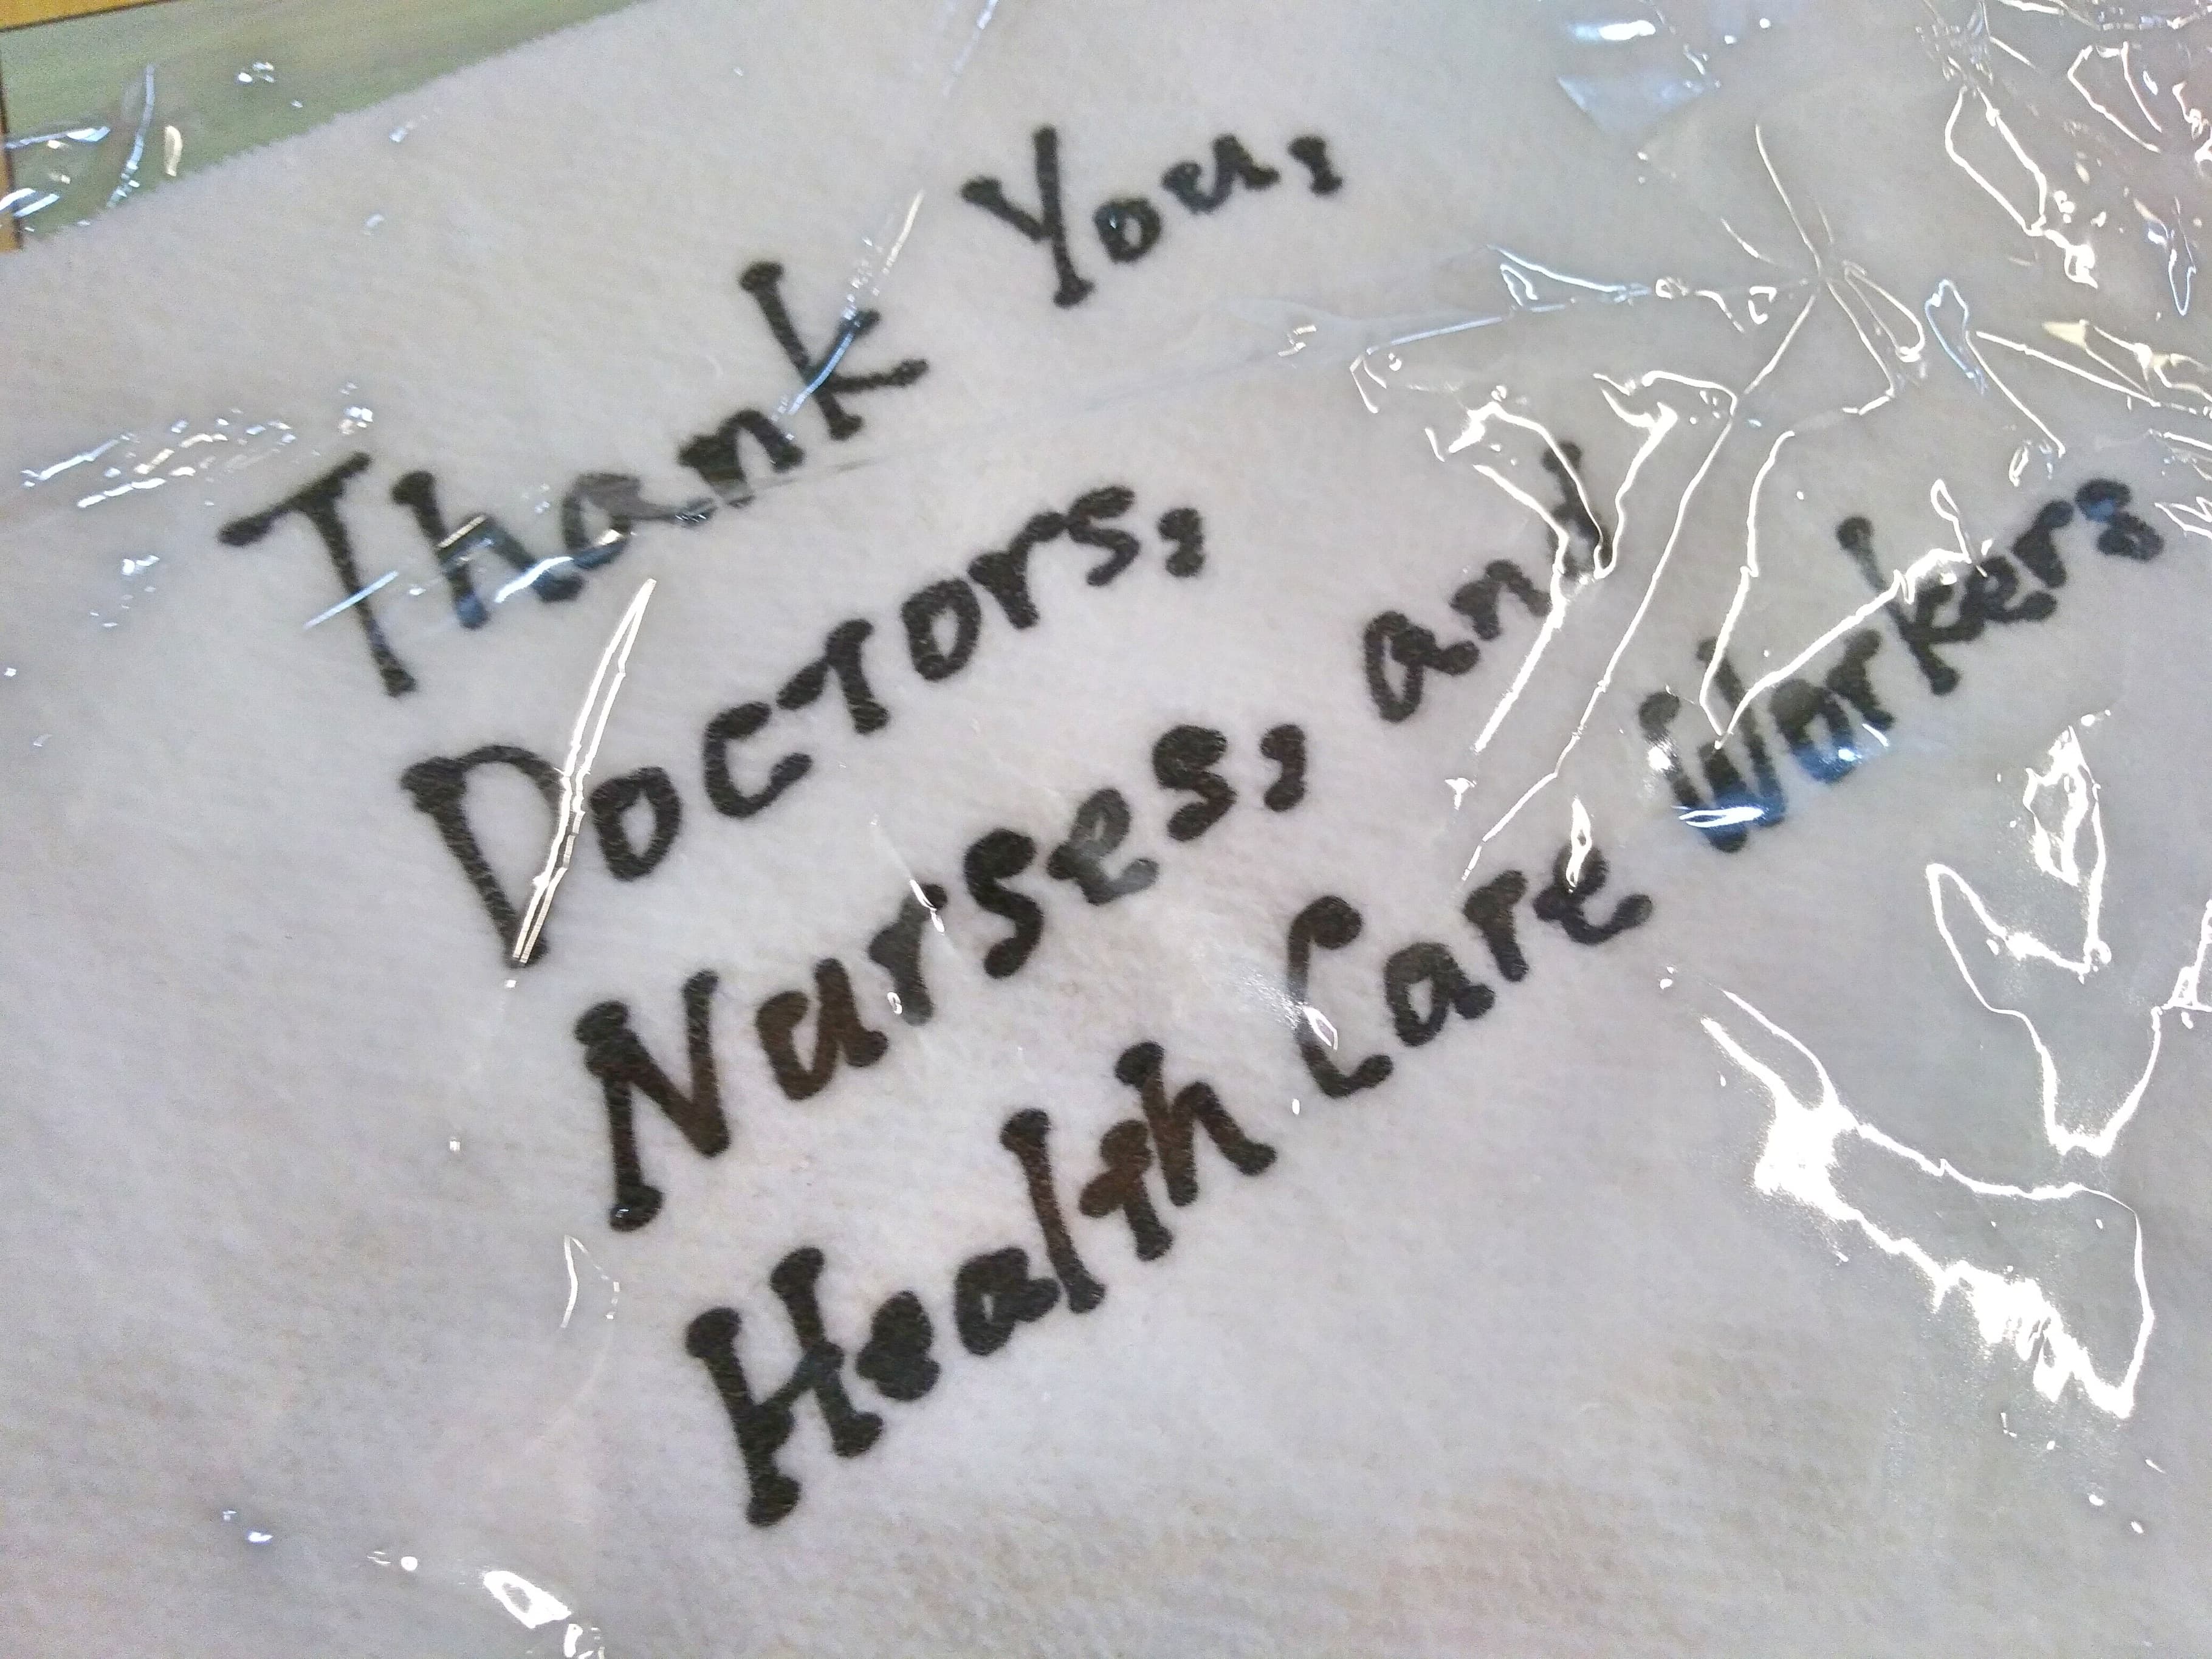 Thank You,
Doctors,
Nurses, and
Health Care Workers